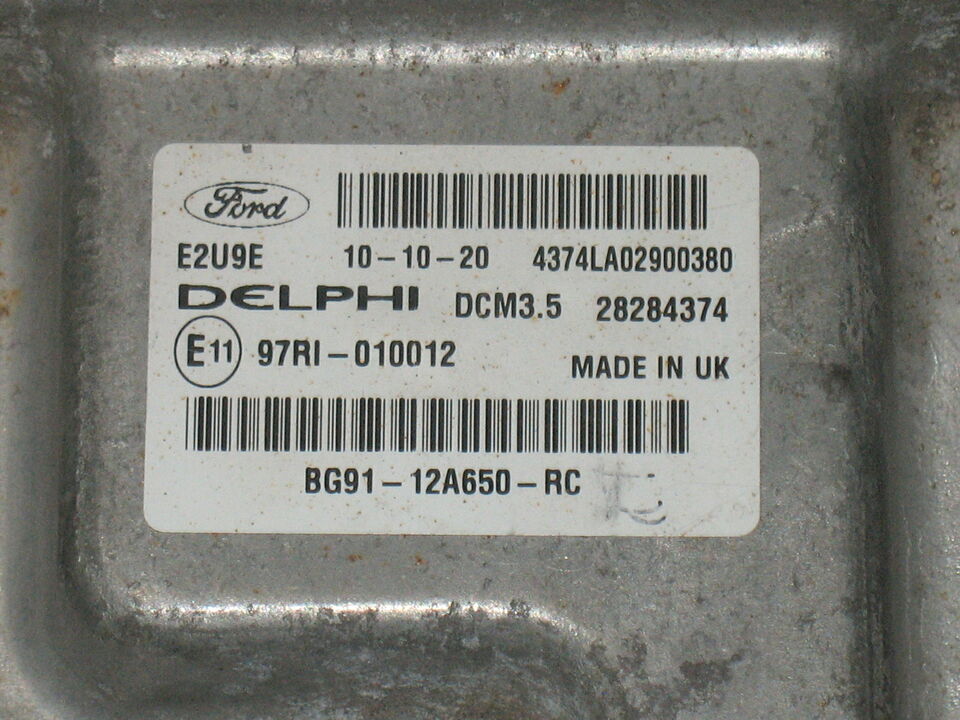 Ford
E2U9E 10-10-20 4374LA02900380
DELPHI DCM3.5 28284374
E11 97RI-010012 MADE IN UK
BG91-12A650-RC